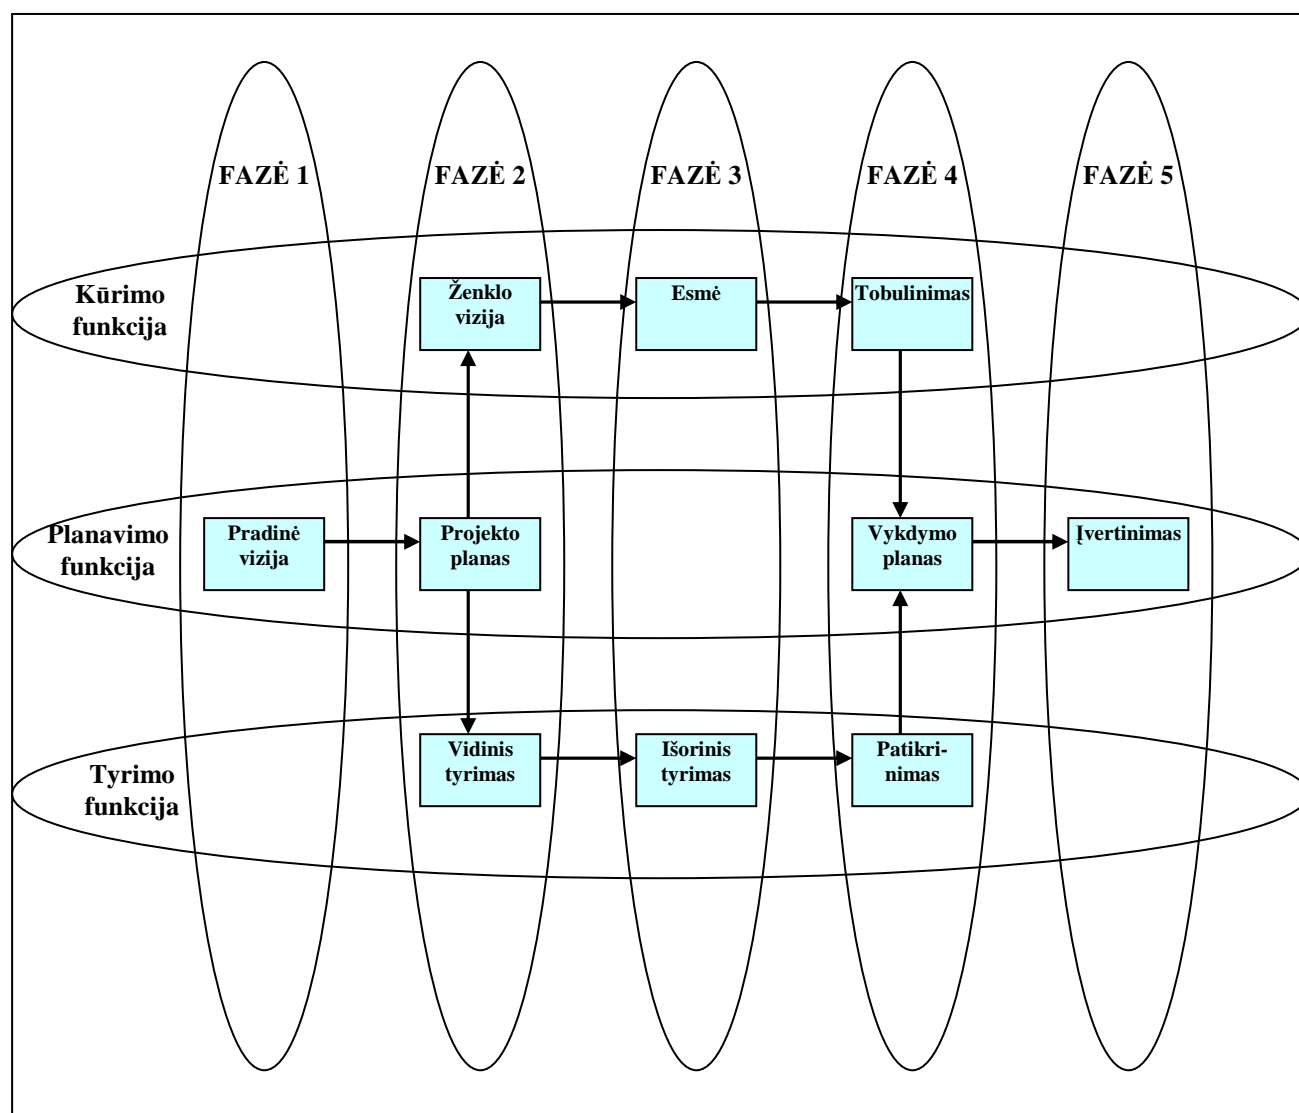 FAZĖ 1
FAZĖ 2
FAZĖ 3
FAZĖ 4
FAZĖ 5
Kūrimo
funkcija
Ženklo
vizija
Esmė
Tobulinimas
Planavimo
funkcija
Pradinė
vizija
Projekto
planas
Vykdymo
planas
Įvertinimas
Tyrimo
funkcija
Vidinis
tyrimas
Išorinis
tyrimas
Patikri-
nimas